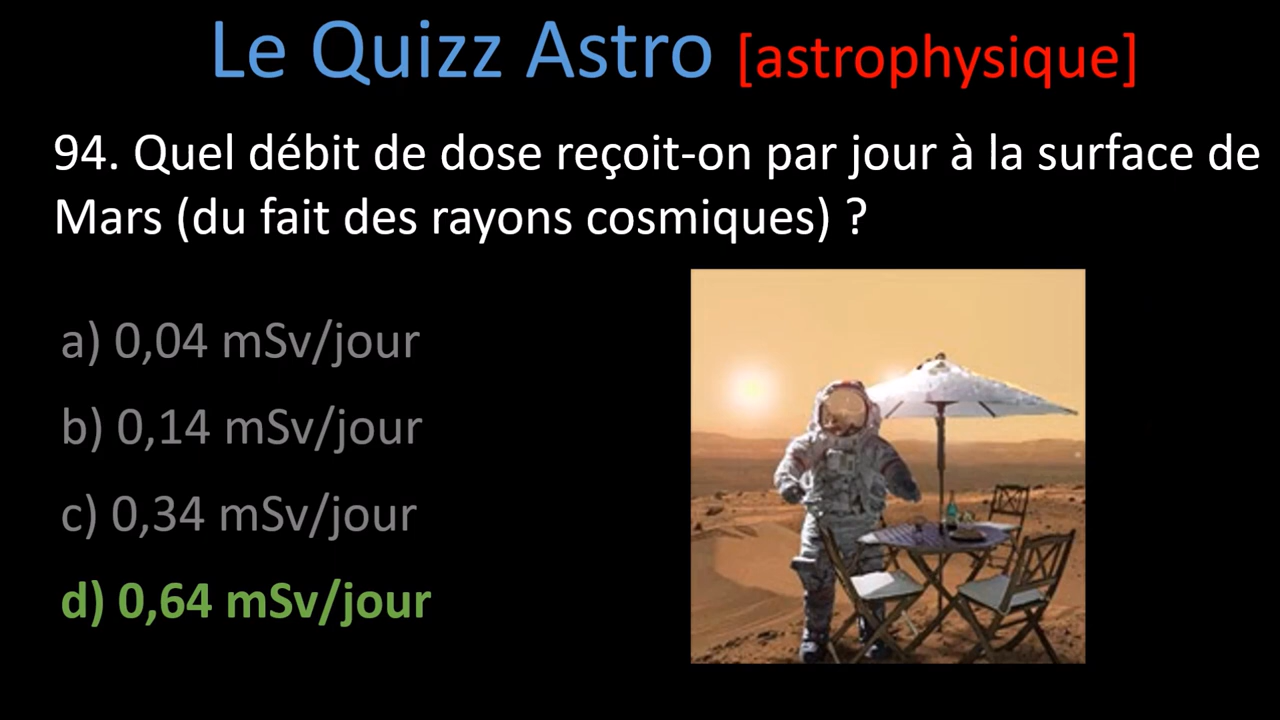 Le Quizz Astro [astrophysique]
94. Quel débit de dose reçoit-on par jour à la surface de
Mars (du fait des rayons cosmiques) ?
a) 0,04 mSv/jour
b) 0,14 mSv/jour
c) 0,34 mSv/jour
d) 0,64 mSv/jour